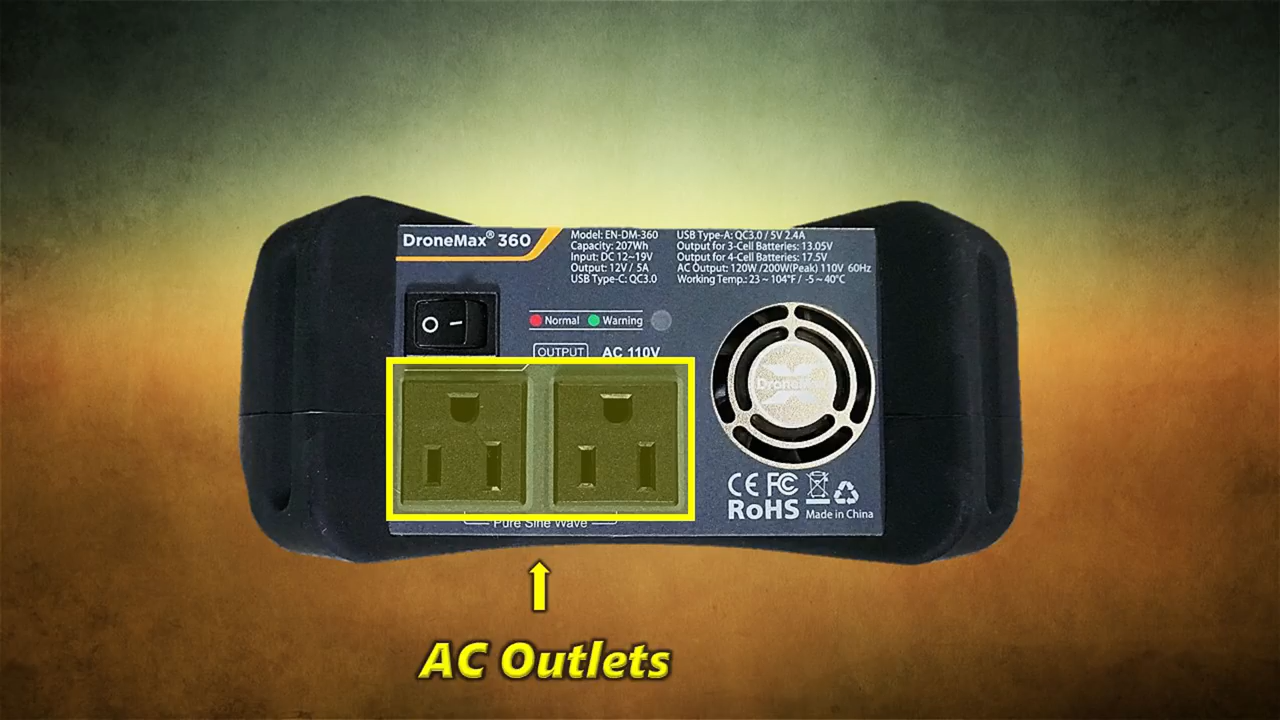 DroneMax® 360
Model: EN-DM-360
Capacity: 207Wh
Input: DC 12~19V
Output: 12V / 5A
USB Type-C: QC3.0
USB Type-A: QC3.0 / 5V 2.4A
Output for 3-Cell Batteries: 13.05V
Output for 4-Cell Batteries: 17.5V
AC Output: 120W /200W(Peak) 110V 60Hz
Working Temp.: 23 ~ 104°F / -5 ~ 40°C
Normal Warning
OUTPUT AC 110V
DroneMax
Pure Sine Wave
CE FC
RoHS Made in China
AC Outlets